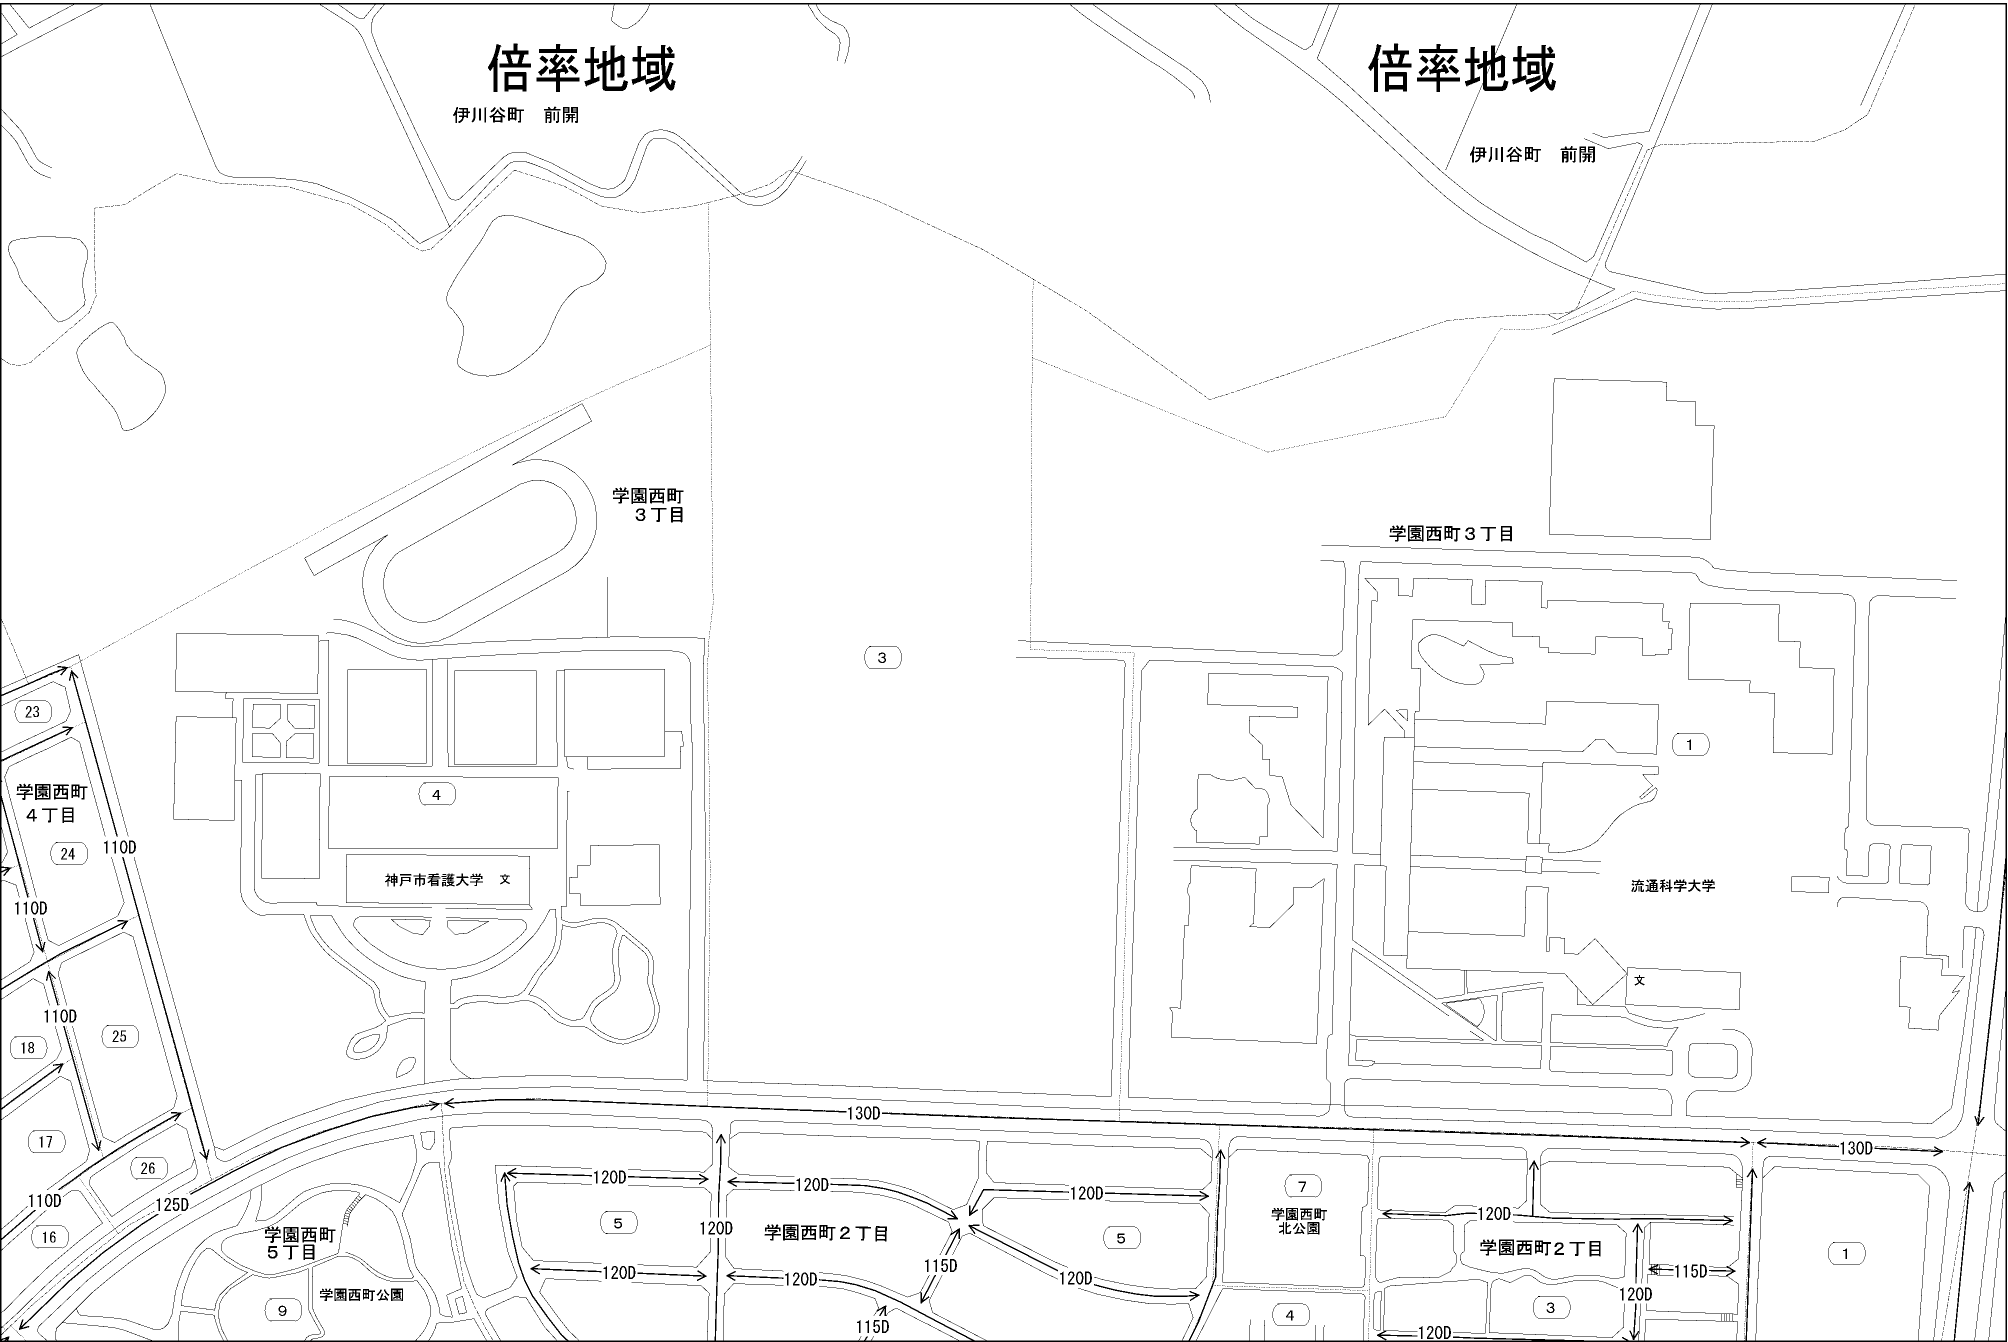 倍率地域
倍率地域
伊川谷町　前開
伊川谷町　前開
学園西町
３丁目
学園西町３丁目
3
1
23
学園西町
４丁目
4
24
110D
神戸市看護大学　文
流通科学大学
110D
文
110D
25
18
130D
17
130D
26
120D
120D
120D
7
110D
125D
学園西町
北公園
120D
5
120D
学園西町２丁目
5
16
学園西町
５丁目
学園西町２丁目
1
115D
115D
120D
120D
120D
学園西町公園
9
120D
4
3
115D
120D